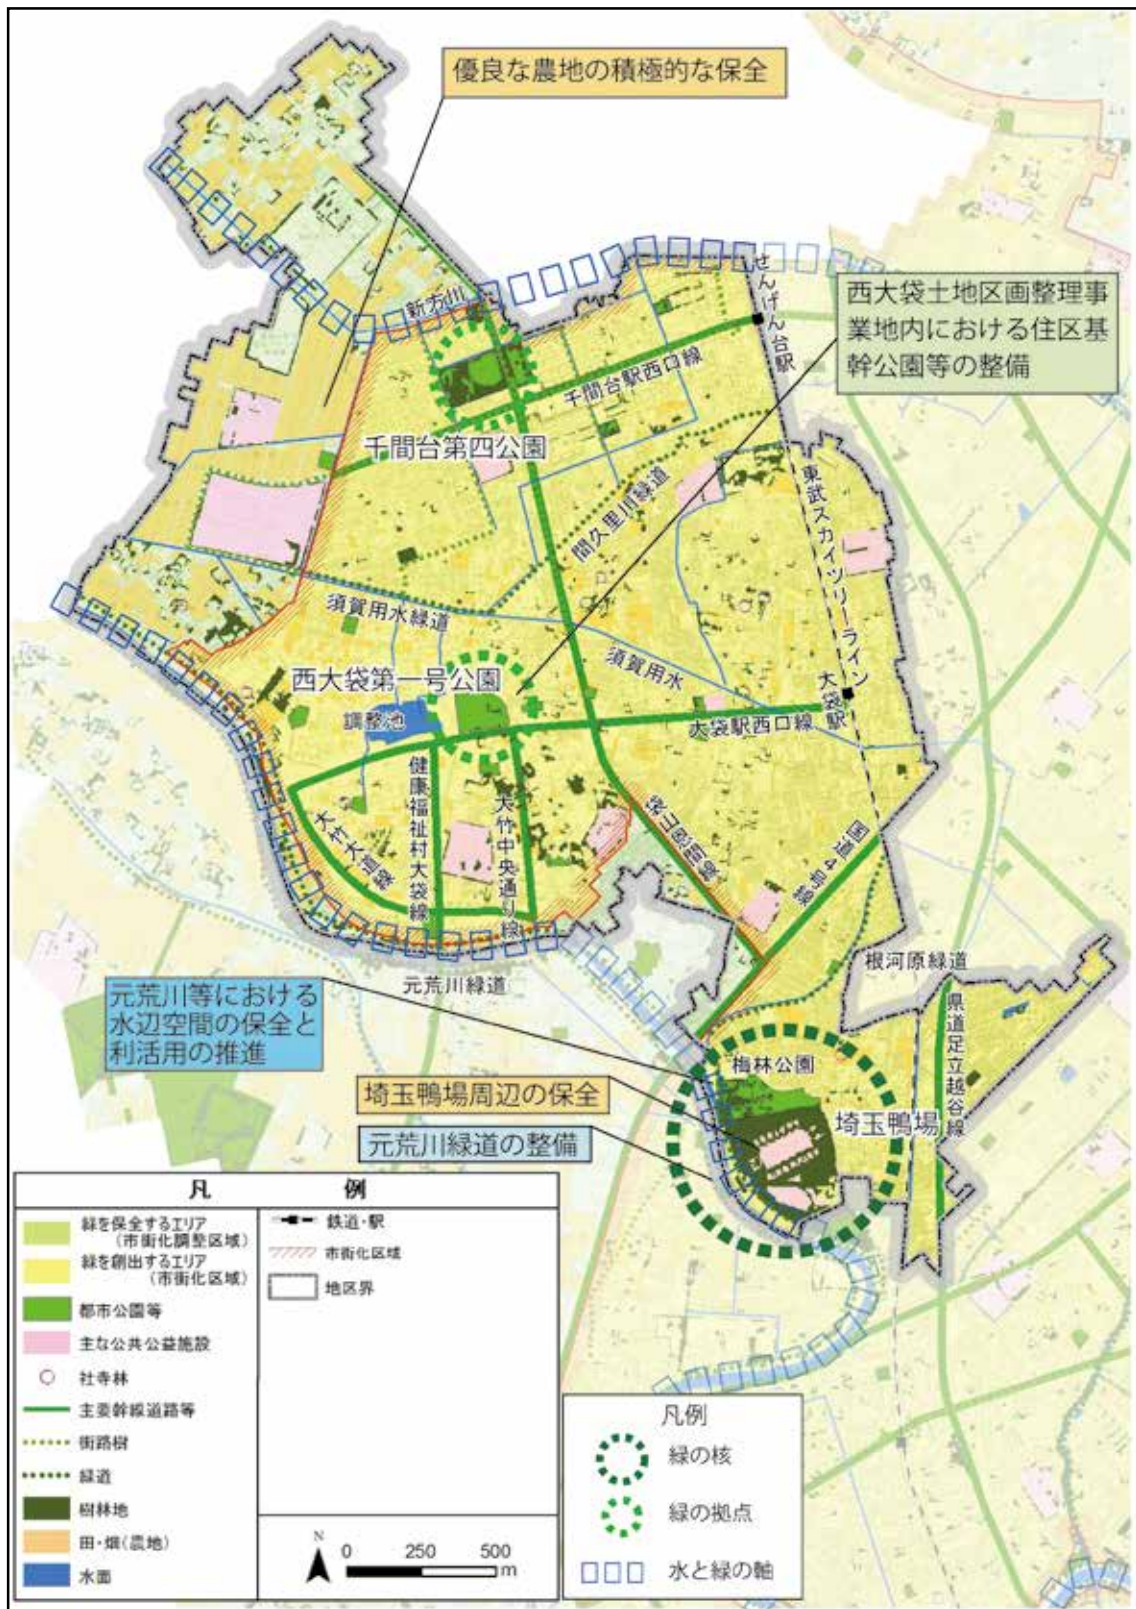 優良な農地の積極的な保全
新方川
せんげん台駅
西大袋土地区画整理事
業地内における住区基
幹公園等の整備
千間台駅西口線
千間台第四公園
間久里川緑道
東武スカイツリーライン
須賀用水緑道
須賀用水
西大袋第一号公園
調整池
大袋駅
大袋駅西口線
健康福祉村大袋線
大竹中央通り線
大竹大道線
袋山恩間線
国道4号線
元荒川緑道
根河原緑道
県道足立越谷線
元荒川等における
水辺空間の保全と
利活用の推進
梅林公園
埼玉鴨場周辺の保全
埼玉鴨場
元荒川緑道の整備
凡 例
緑を保全するエリア
(市街化調整区域)
緑を創出するエリア
(市街化区域)
都市公園等
主な公共公益施設
社寺林
主要幹線道路等
街路樹
緑道
樹林地
田・畑(農地)
水面
鉄道・駅
市街化区域
地区界
N
0 250 500
m
凡例
緑の核
緑の拠点
水と緑の軸